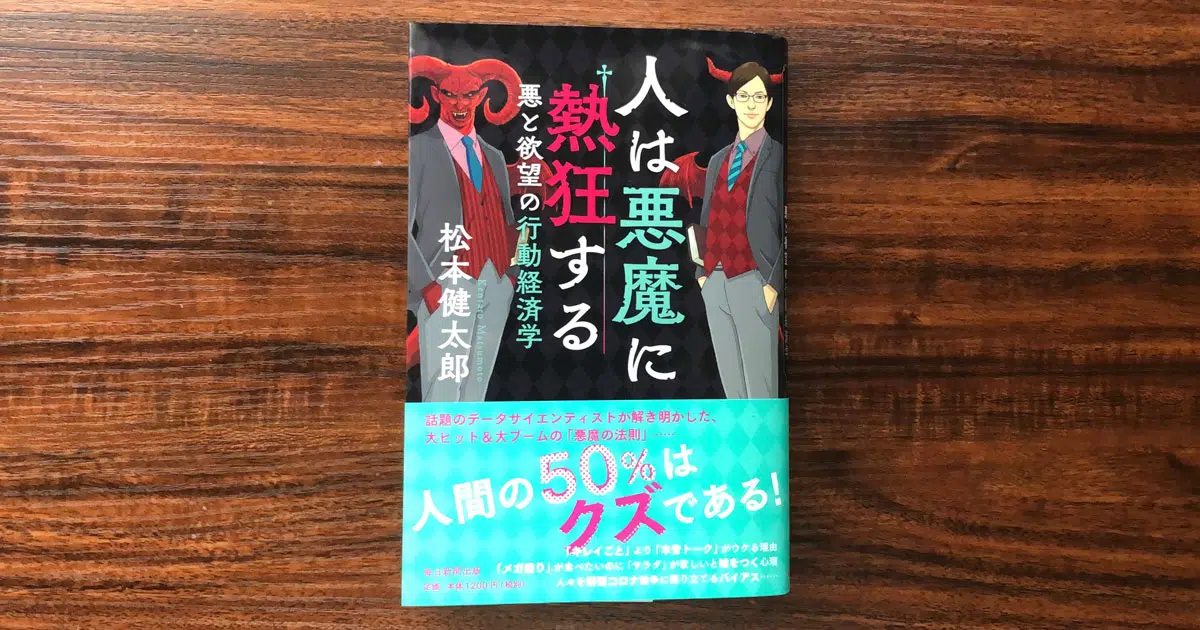 人は悪魔に
熱狂する
悪と欲望の行動経済学
松本健太郎
Kentaro Matsumoto
話題のデータサイエンティストが解き明かした、
大ヒット&大ブームの「悪魔の法則」……
人間の50%は
クズである!
「キレイごと」より「本音トーク」がウケる理由
「メガ盛り」が食べたいのに「サラダ」が欲しいと嘘をつく心理
人々を新型コロナ戦争に駆り立てるバイアス……
毎日新聞出版
定価 本体1200円(税別)